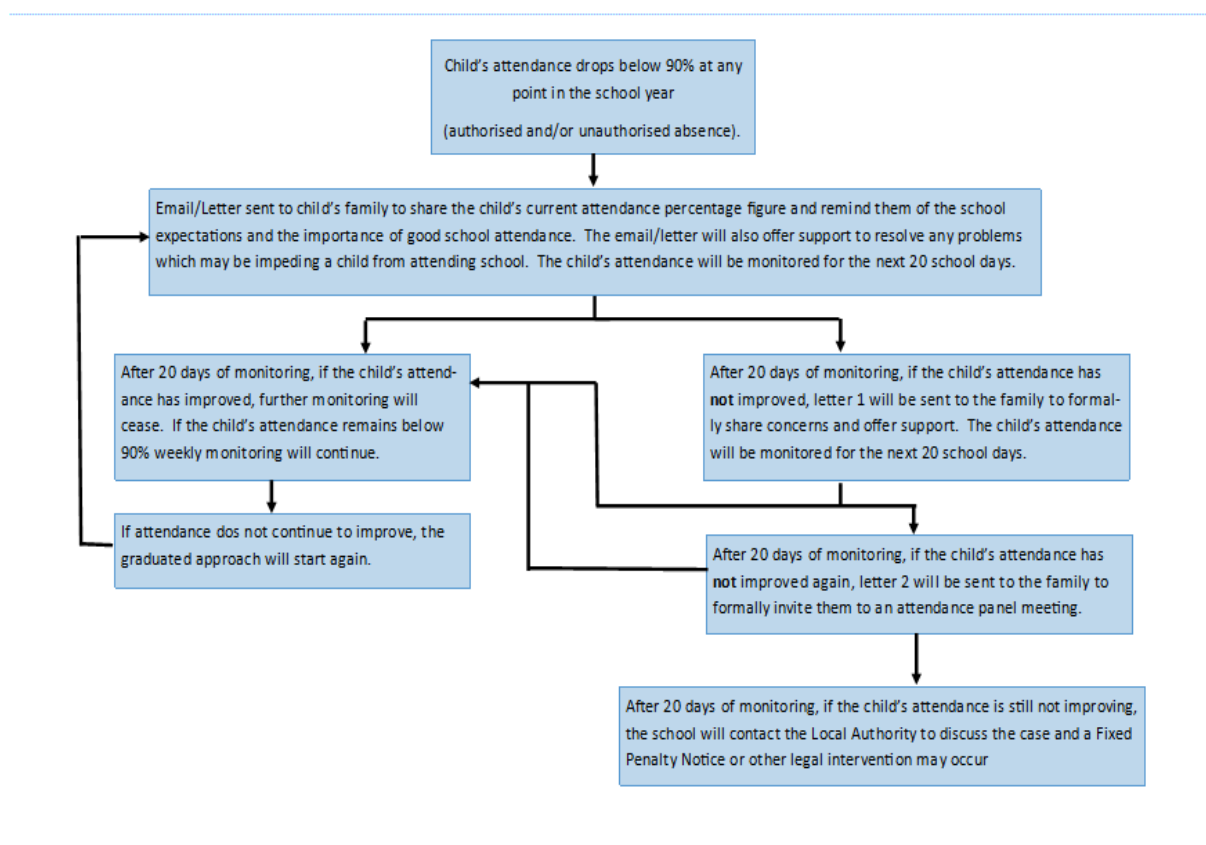 Child's attendance drops below 90% at any
point in the school year
(authorised and/or unauthorised absence).
Email/Letter sent to child's family to share the child's current attendance percentage figure and remind them of the school
expectations and the importance of good school attendance. The email/letter will also offer support to resolve any problems
which may be impeding a child from attending school. The child's attendance will be monitored for the next 20 school days.
After 20 days of monitoring, if the child's attend-
ance has improved, further monitoring will
cease. If the child's attendance remains below
90% weekly monitoring will continue.
After 20 days of monitoring, if the child's attendance has
not improved, letter 1 will be sent to the family to formal-
ly share concerns and offer support. The child's attendance
will be monitored for the next 20 school days.
If attendance dos not continue to improve, the
graduated approach will start again.
After 20 days of monitoring, if the child's attendance has
not improved again, letter 2 will be sent to the family to
formally invite them to an attendance panel meeting.
After 20 days of monitoring, if the child's attendance is still not improving,
the school will contact the Local Authority to discuss the case and a Fixed
Penalty Notice or other legal intervention may occur